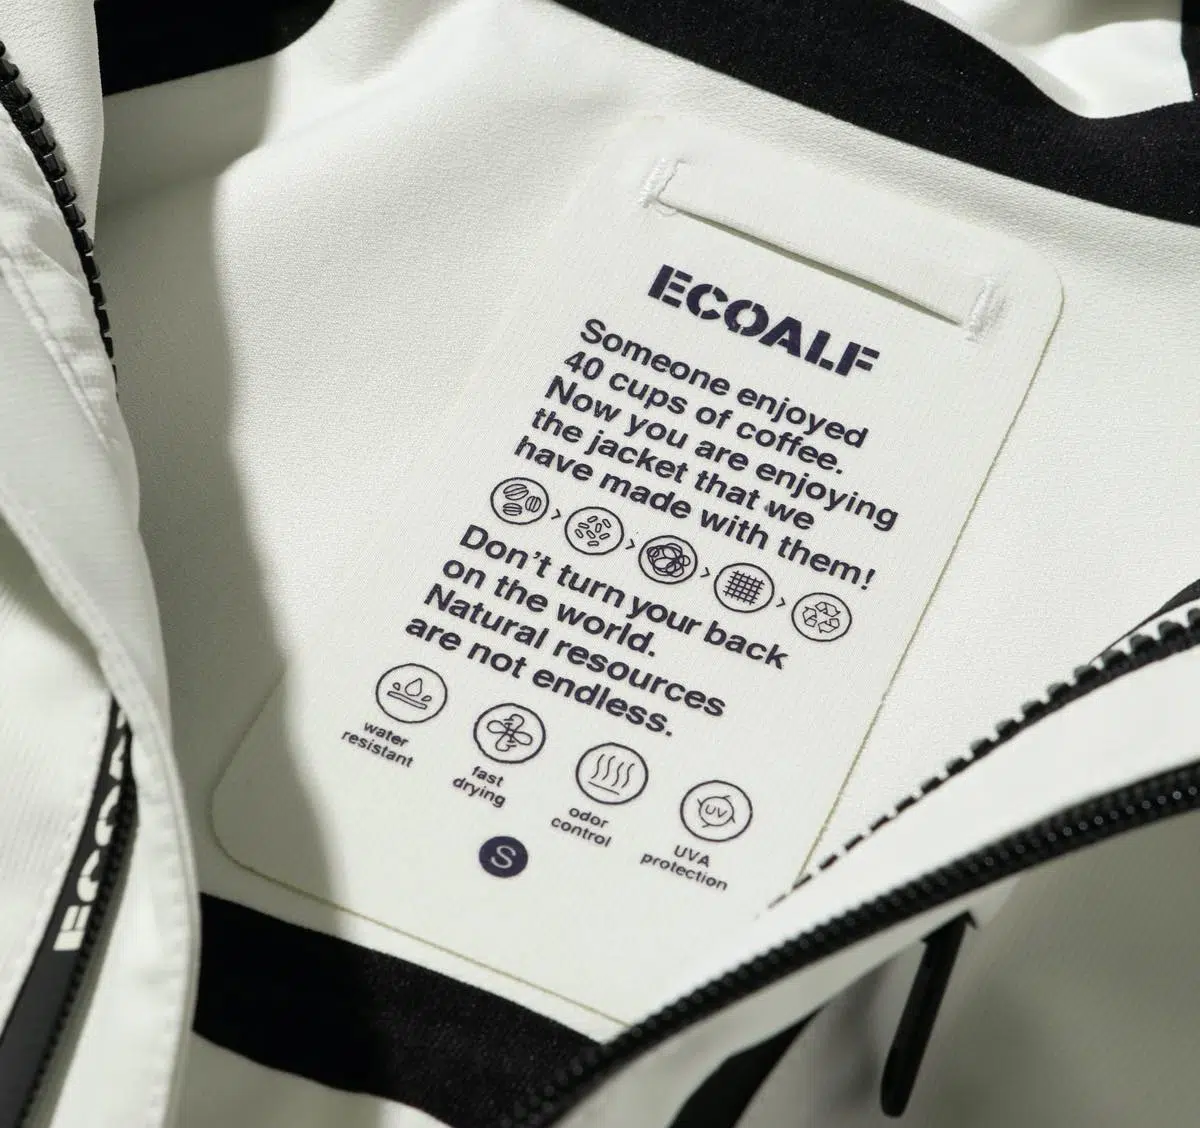 ECOALF
Someone enjoyed
40 cups of coffee.
Now you are enjoying
the jacket that we
have made with them!
Don't turn your back
on the world.
Natural resources
are not endless.
water
resistant
fast
drying
odor
control
UV
UVA
protection
S